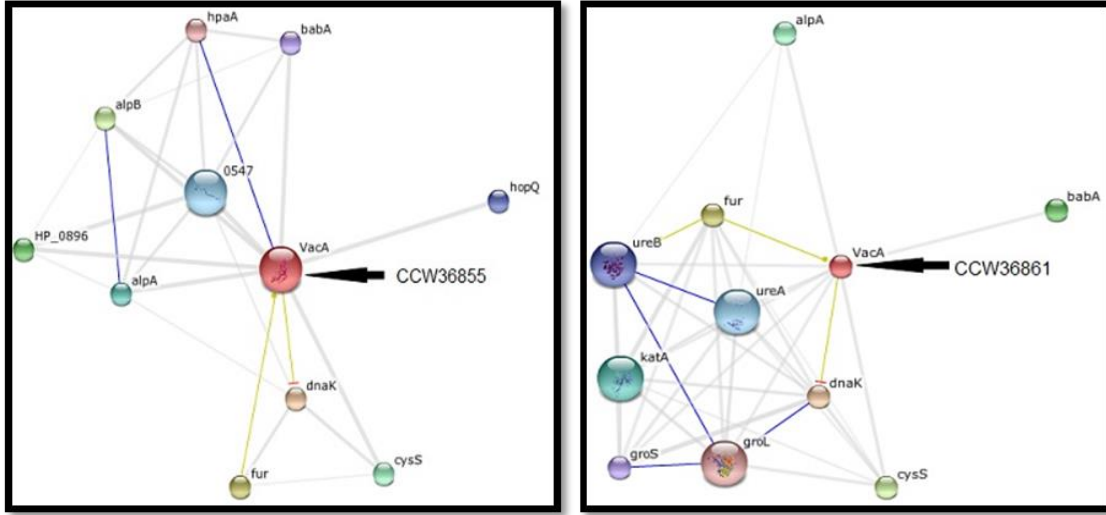 hpaA
babA
alpB
0547
hopQ
HP_0896
VacA
CCW36855
alpA
dnaK
fur
cysS
alpA
babA
fur
ureB
VacA
CCW36861
ureA
katA
dnaK
groS
groL
cysS